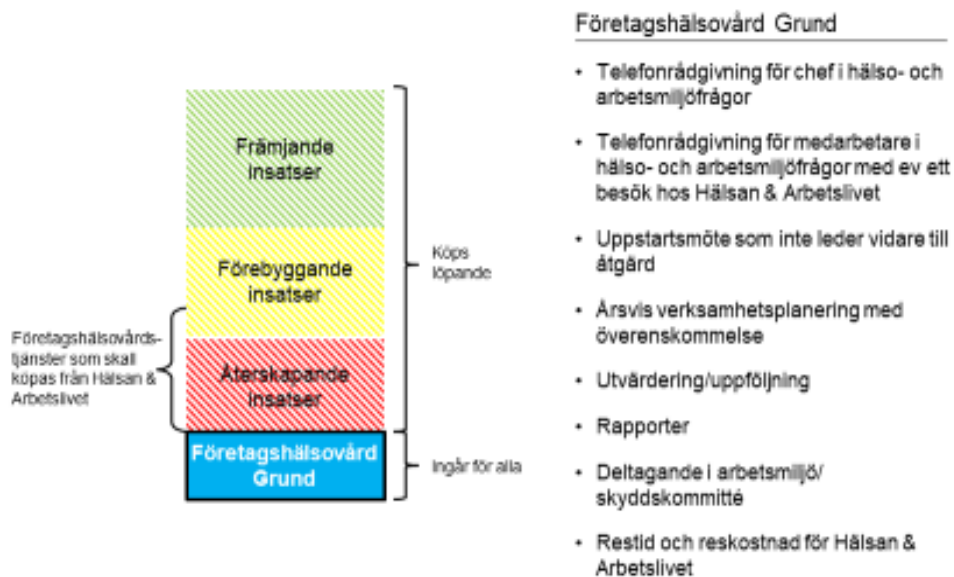 Företagshälsovård Grund
Främjande
insatser
Förebyggande
insatser
Återskapande
insatser
Företagshälsovård
Grund
Köps
löpande
Ingår för alla
Företagshälsovårds-
tjänster som skall
köpas från Hälsan &
Arbetslivet
• Telefonrådgivning för chef i hälso- och
arbetsmiljöfrågor
• Telefonrådgivning för medarbetare i
hälso- och arbetsmiljöfrågor med ev ett
besök hos Hälsan & Arbetslivet
• Uppstartsmöte som inte leder vidare till
åtgärd
• Årsvis verksamhetsplanering med
överenskommelse
• Utvärdering/uppföljning
• Rapporter
• Deltagande i arbetsmiljö/
skyddskommitté
• Restid och reskostnad för Hälsan &
Arbetslivet